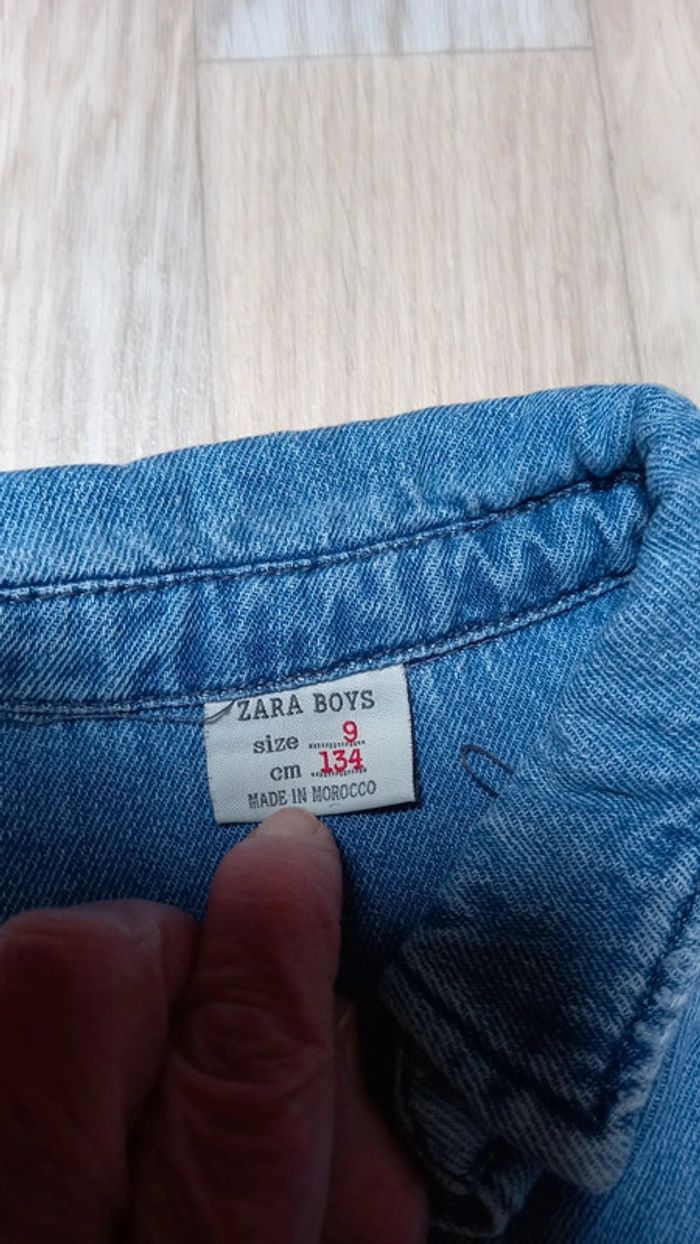 ZARA BOYS
size 9
cm 134
MADE IN MOROCCO